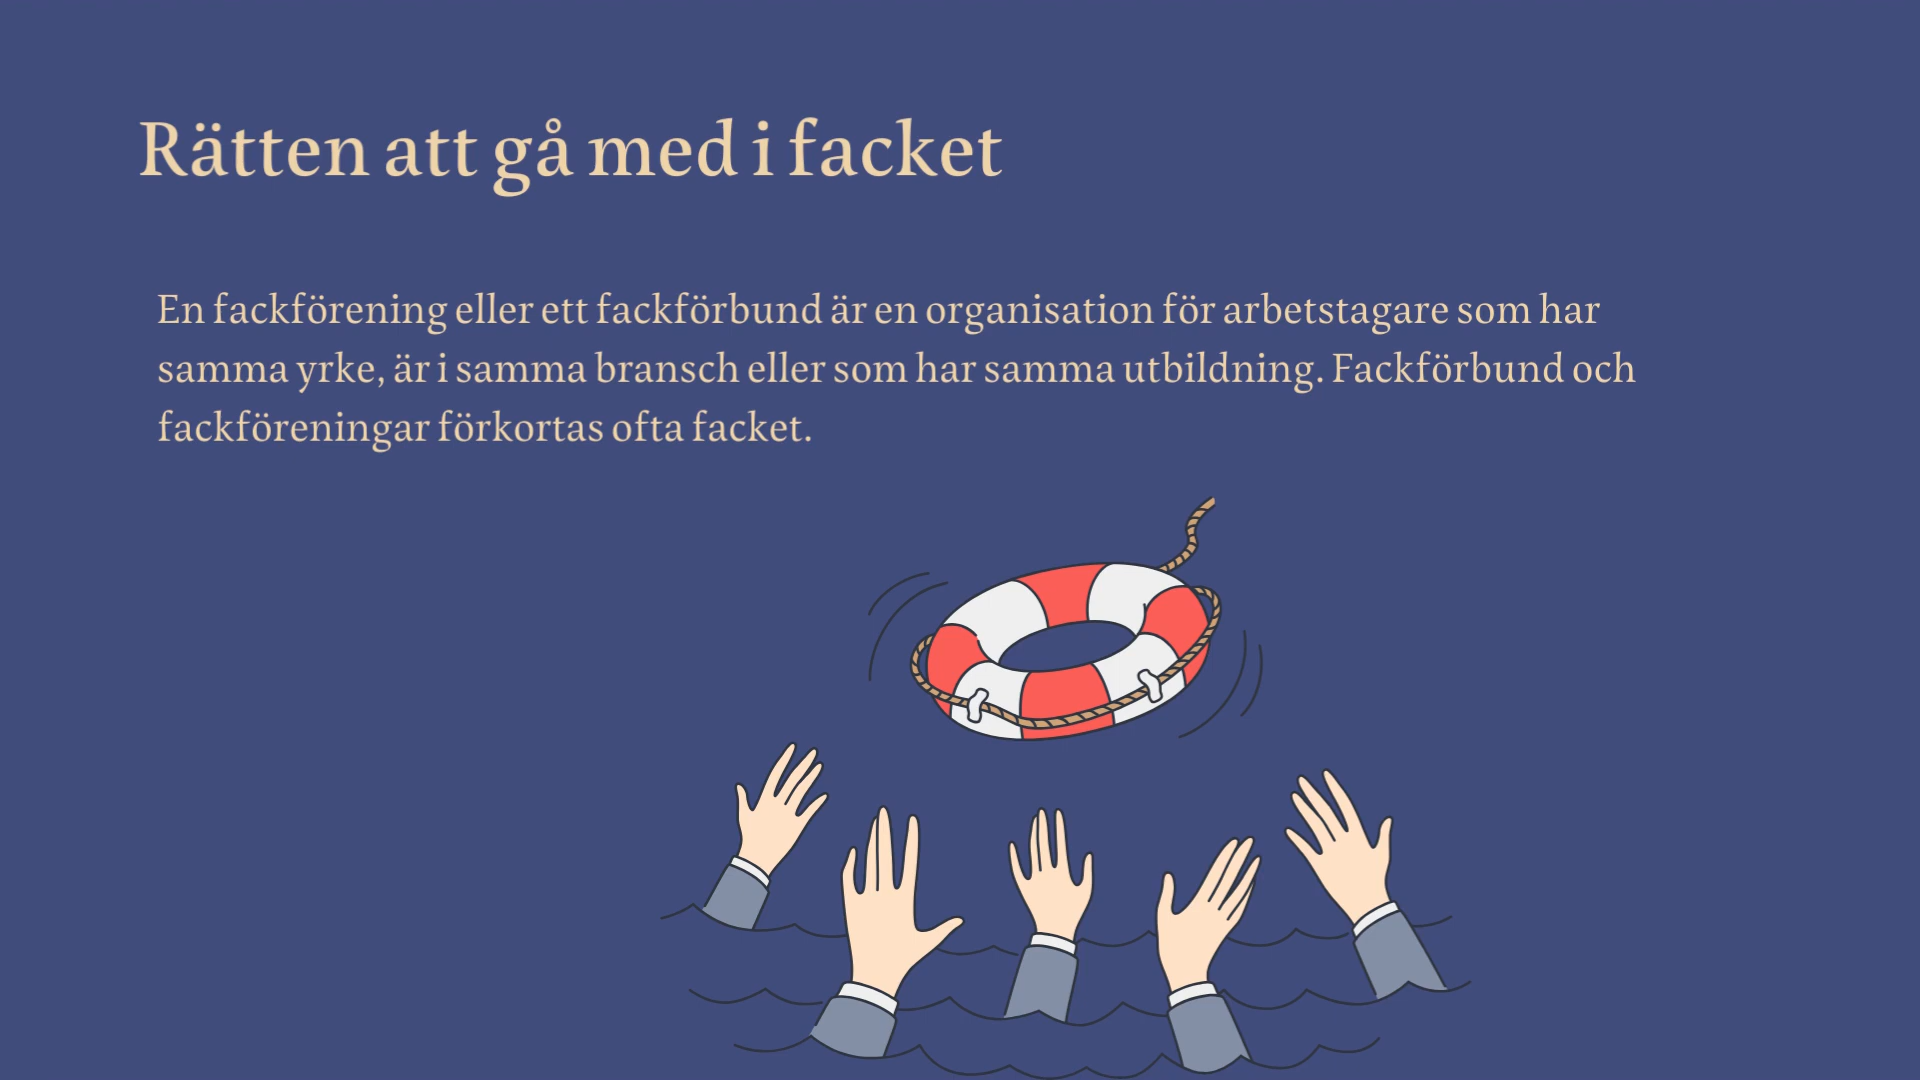 Rätten att gå med i facket
En fackförening eller ett fackförbund är en organisation för arbetstagare som har
samma yrke, är i samma bransch eller som har samma utbildning. Fackförbund och
fackföreningar förkortas ofta facket.